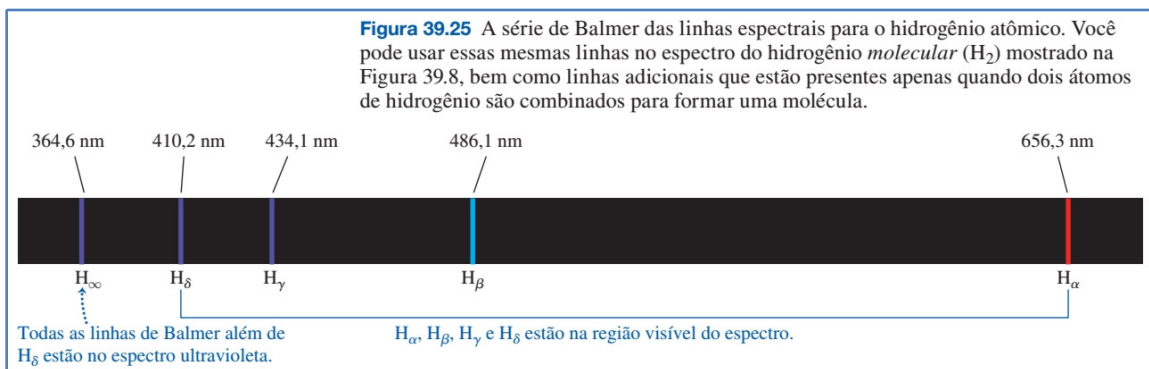 Figura 39.25 A série de Balmer das linhas espectrais para o hidrogênio atômico. Você
pode usar essas mesmas linhas no espectro do hidrogênio molecular (H₂) mostrado na
Figura 39.8, bem como linhas adicionais que estão presentes apenas quando dois átomos
de hidrogênio são combinados para formar uma molécula.
364,6 nm 410,2 nm 434,1 nm 486,1 nm 656,3 nm
H∞ Hδ Hγ Hβ Hα
Todas as linhas de Balmer além de
Hδ estão no espectro ultravioleta.
Hα, Hβ, Hγ e Hδ estão na região visível do espectro.